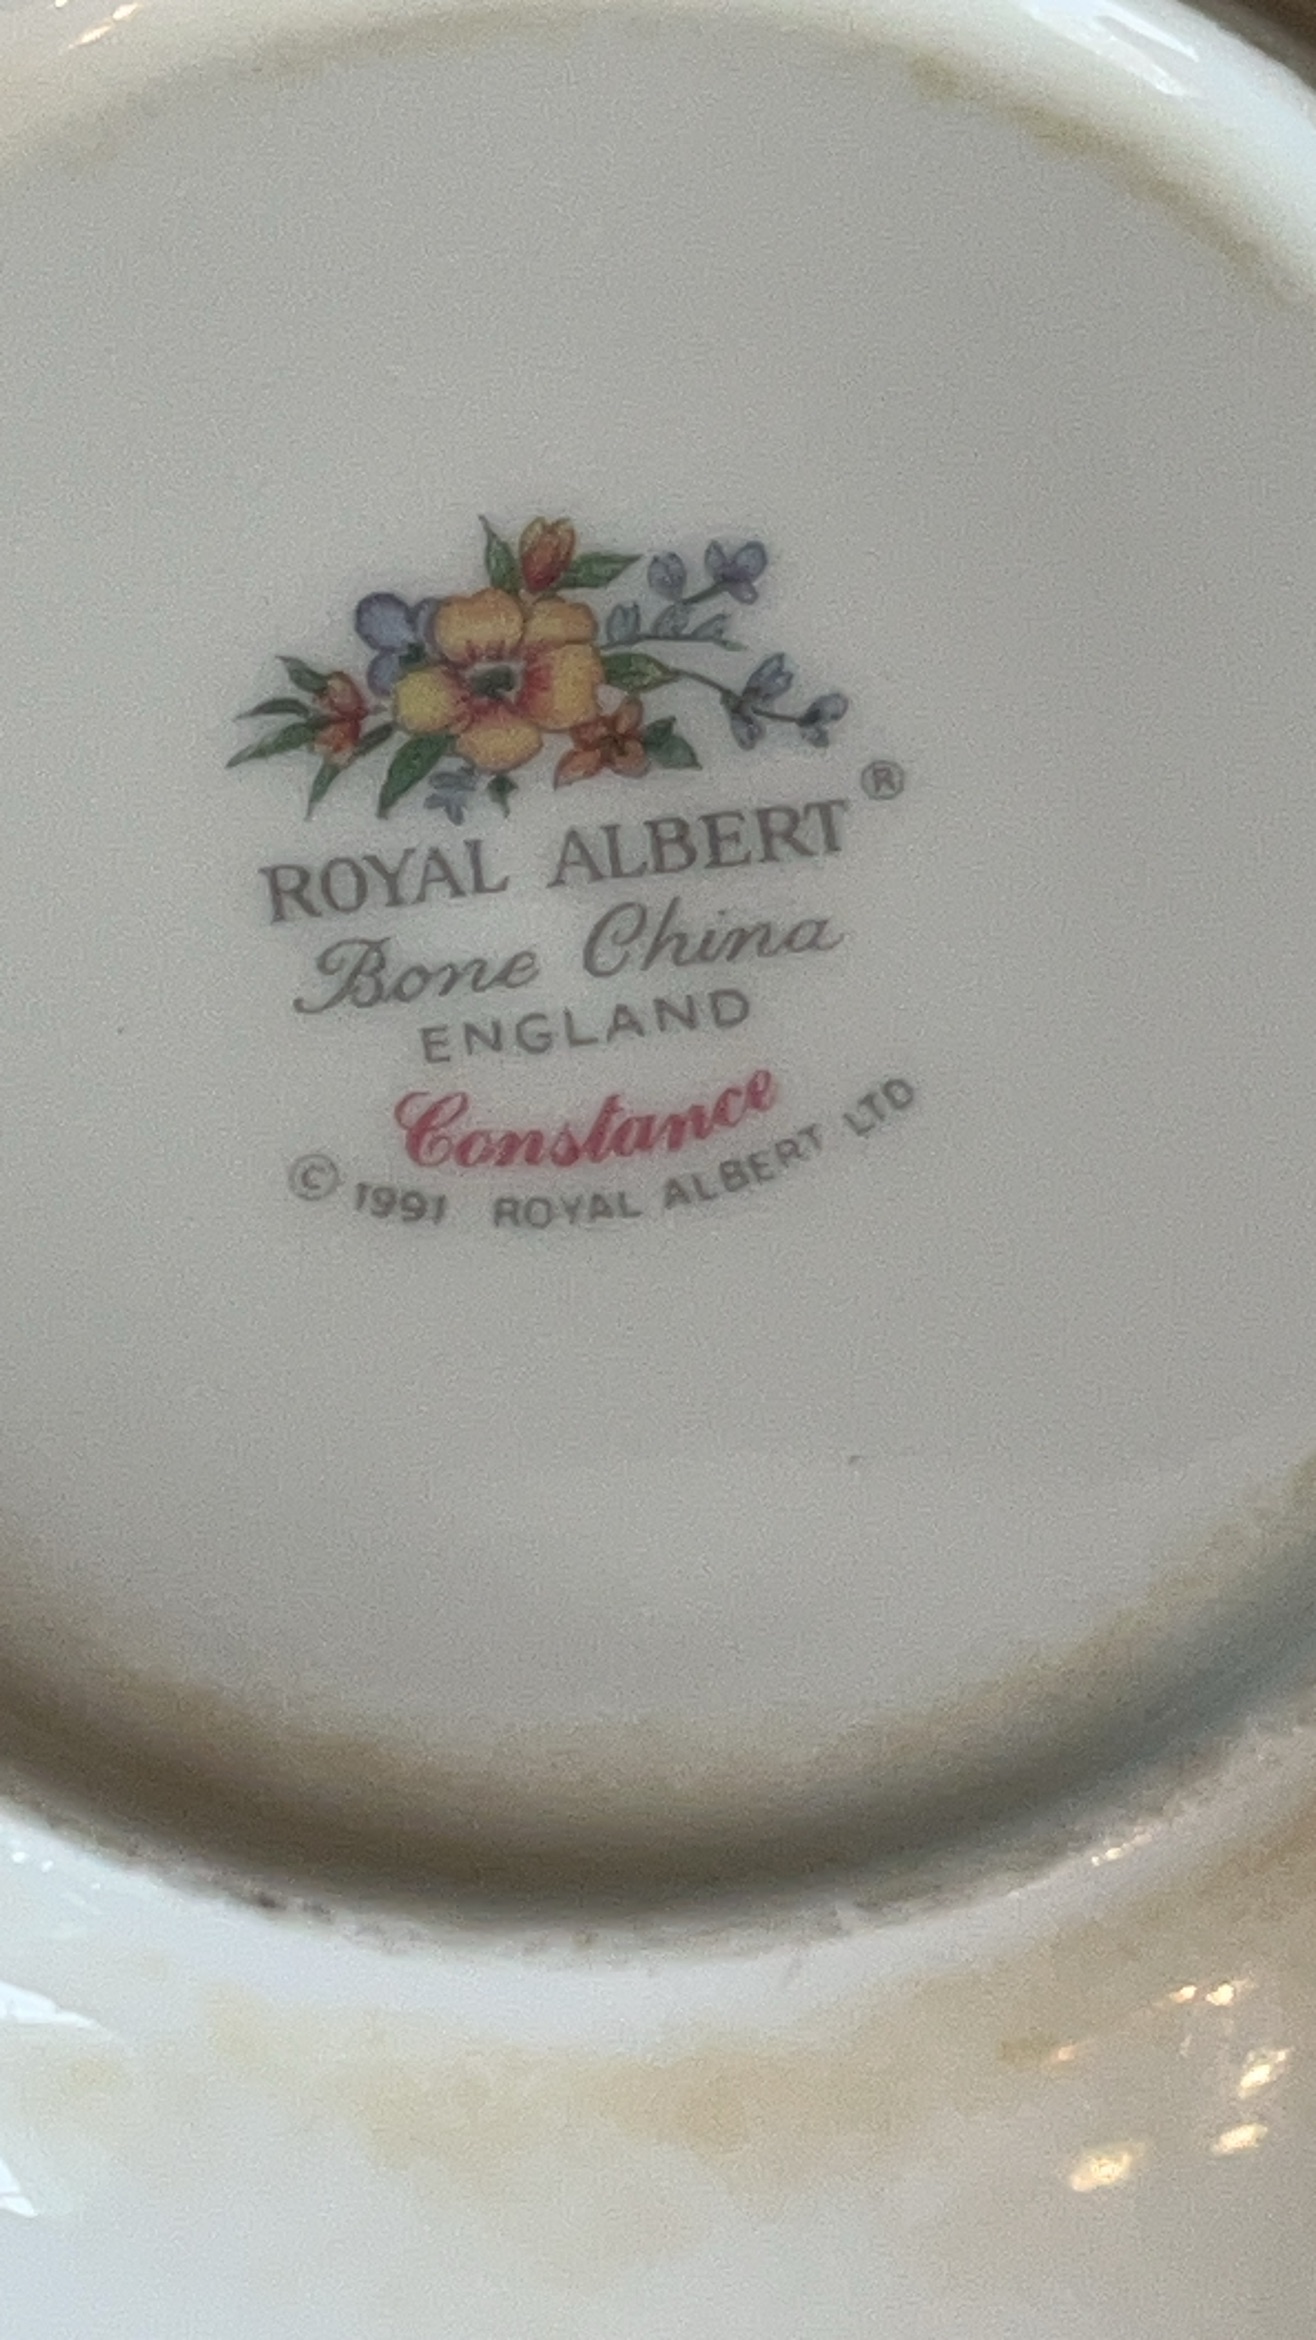 ROYAL ALBERT ®
Bone China
ENGLAND
Constance
© 1991 ROYAL ALBERT LTD